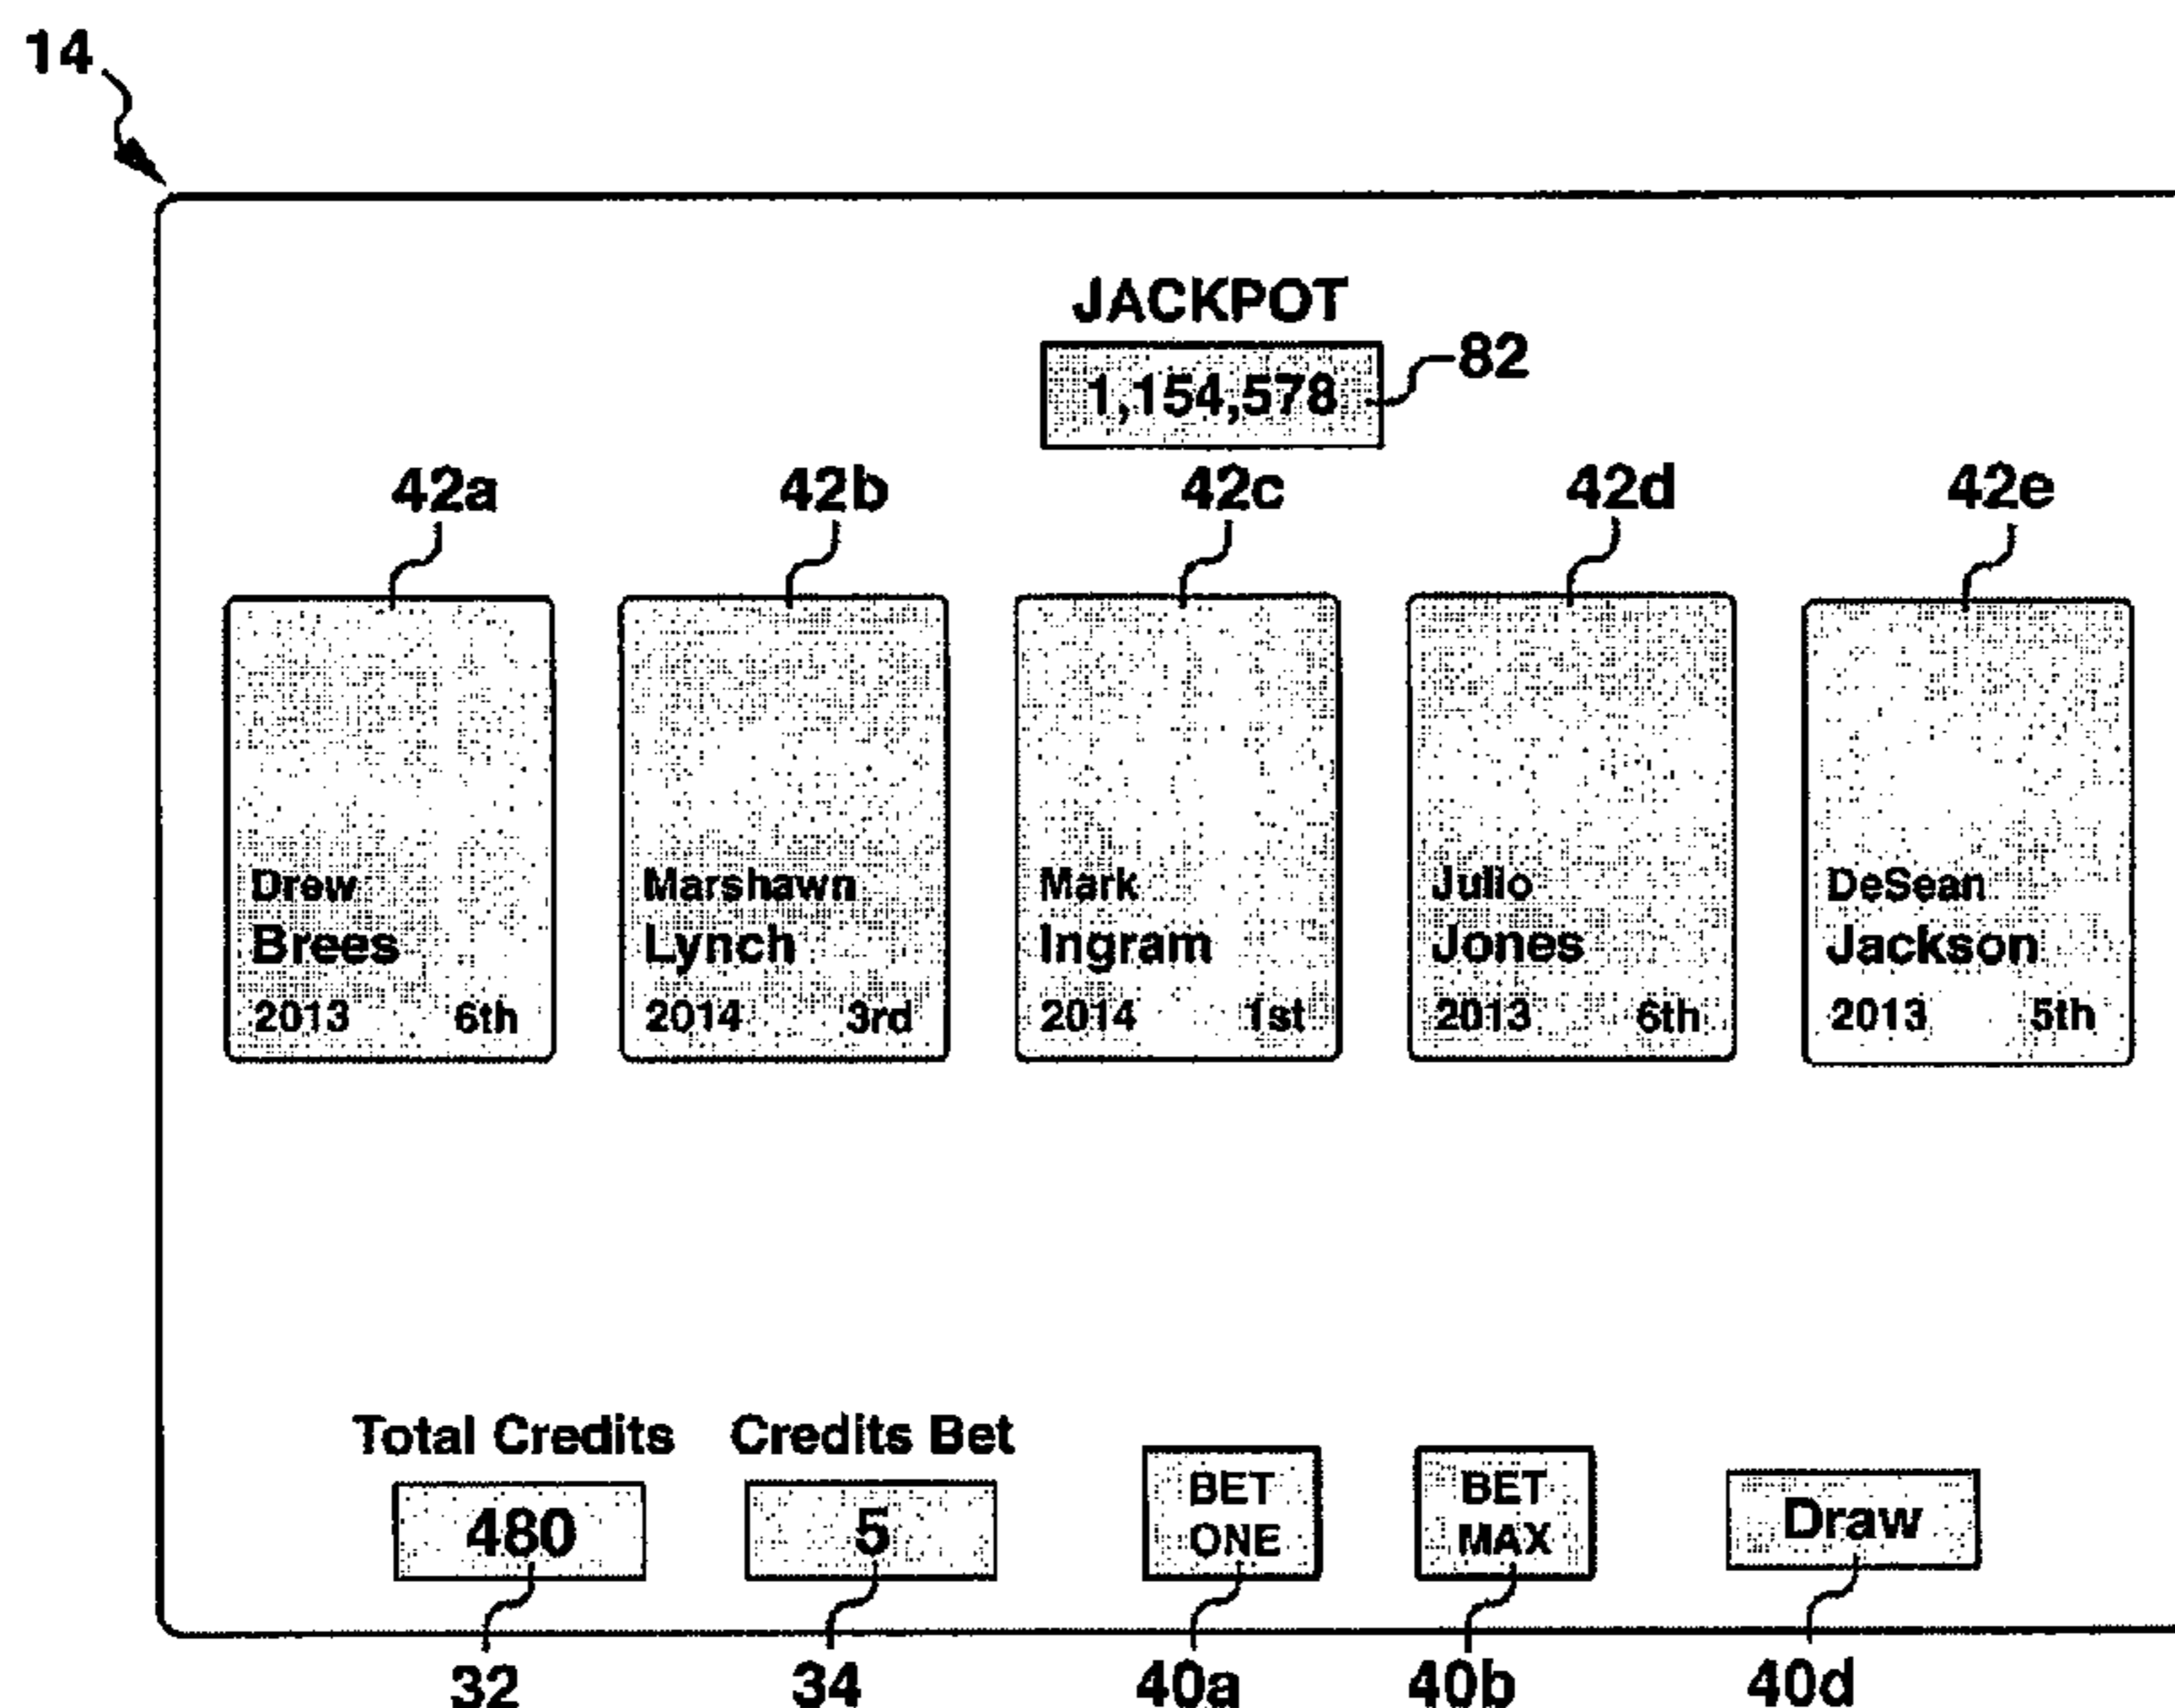 14
JACKPOT
1,154,578
82
42a 42b 42c 42d 42e
Drew
Brees
2013 6th
Marshawn
Lynch
2014 3rd
Mark
Ingram
2014 1st
Julio
Jones
2013 6th
DeSean
Jackson
2013 5th
Total Credits
480
Credits Bet
5
BET
ONE
BET
MAX
Draw
32 34 40a 40b 40d